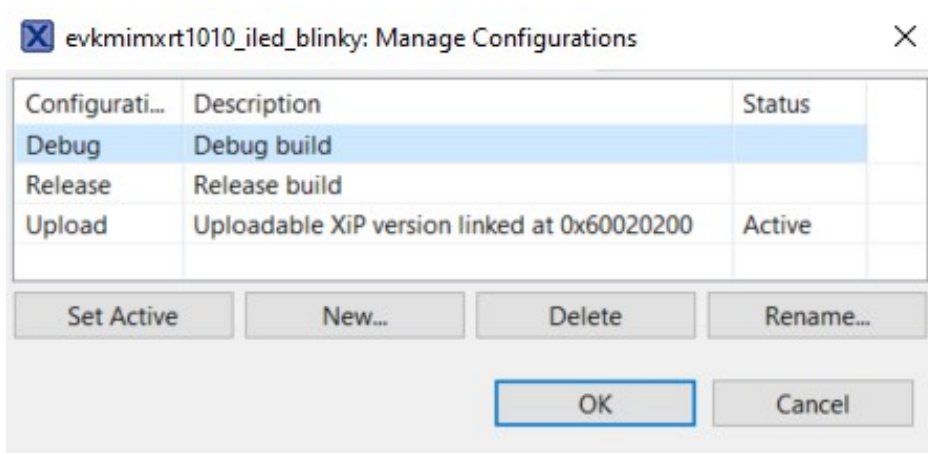 evkmimxrt1010_iled_blinky: Manage Configurations
Configurati... Description Status
Debug Debug build
Release Release build
Upload Uploadable XiP version linked at 0x60020200 Active
Set Active New... Delete Rename...
OK Cancel